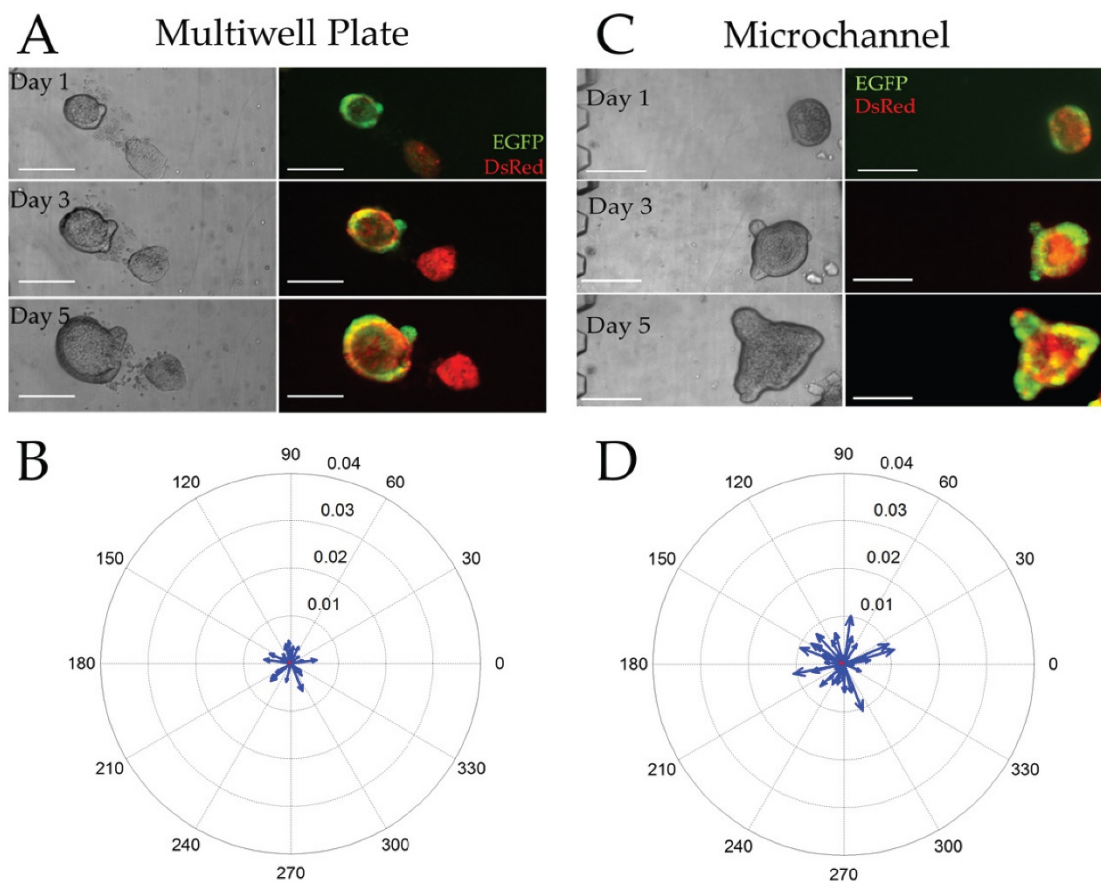 A Multiwell Plate
Day 1
EGFP
DsRed
Day 3
Day 5
C Microchannel
Day 1
EGFP
DsRed
Day 3
Day 5
B
90
0.04
120
60
0.03
0.02
150
30
0.01
180
0
210
330
240
300
270
D
90
0.04
120
60
0.03
0.02
150
30
0.01
180
0
210
330
240
300
270